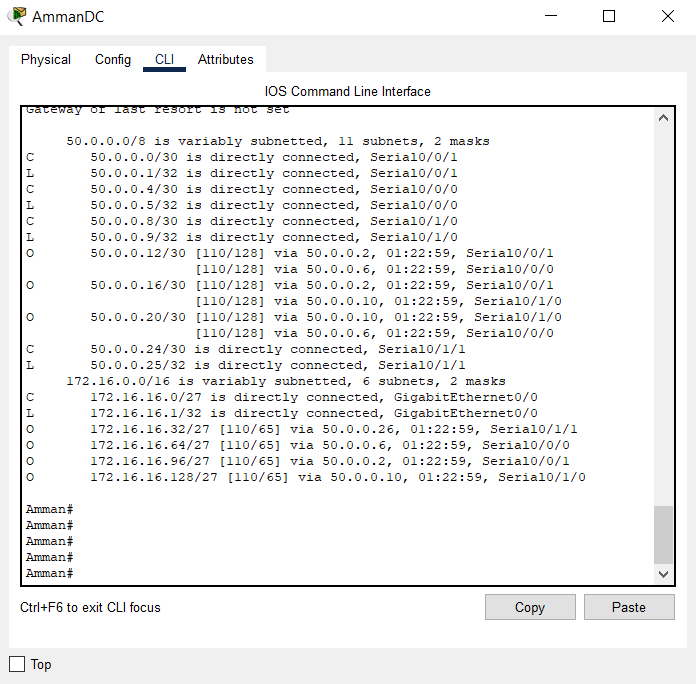 AmmanDC
Physical Config CLI Attributes
IOS Command Line Interface
Gateway of last resort is not set
50.0.0.0/8 is variably subnetted, 11 subnets, 2 masks
C 50.0.0.0/30 is directly connected, Serial0/0/1
L 50.0.0.1/32 is directly connected, Serial0/0/1
C 50.0.0.4/30 is directly connected, Serial0/0/0
L 50.0.0.5/32 is directly connected, Serial0/0/0
C 50.0.0.8/30 is directly connected, Serial0/1/0
L 50.0.0.9/32 is directly connected, Serial0/1/0
O 50.0.0.12/30 [110/128] via 50.0.0.2, 01:22:59, Serial0/0/1
[110/128] via 50.0.0.6, 01:22:59, Serial0/0/0
O 50.0.0.16/30 [110/128] via 50.0.0.2, 01:22:59, Serial0/0/1
[110/128] via 50.0.0.10, 01:22:59, Serial0/1/0
O 50.0.0.20/30 [110/128] via 50.0.0.10, 01:22:59, Serial0/1/0
[110/128] via 50.0.0.6, 01:22:59, Serial0/0/0
C 50.0.0.24/30 is directly connected, Serial0/1/1
L 50.0.0.25/32 is directly connected, Serial0/1/1
172.16.0.0/16 is variably subnetted, 6 subnets, 2 masks
C 172.16.16.0/27 is directly connected, GigabitEthernet0/0
L 172.16.16.1/32 is directly connected, GigabitEthernet0/0
O 172.16.16.32/27 [110/65] via 50.0.0.26, 01:22:59, Serial0/1/1
O 172.16.16.64/27 [110/65] via 50.0.0.6, 01:22:59, Serial0/0/0
O 172.16.16.96/27 [110/65] via 50.0.0.2, 01:22:59, Serial0/0/1
O 172.16.16.128/27 [110/65] via 50.0.0.10, 01:22:59, Serial0/1/0
Amman#
Amman#
Amman#
Amman#
Amman#
Ctrl+F6 to exit CLI focus
Copy Paste
Top